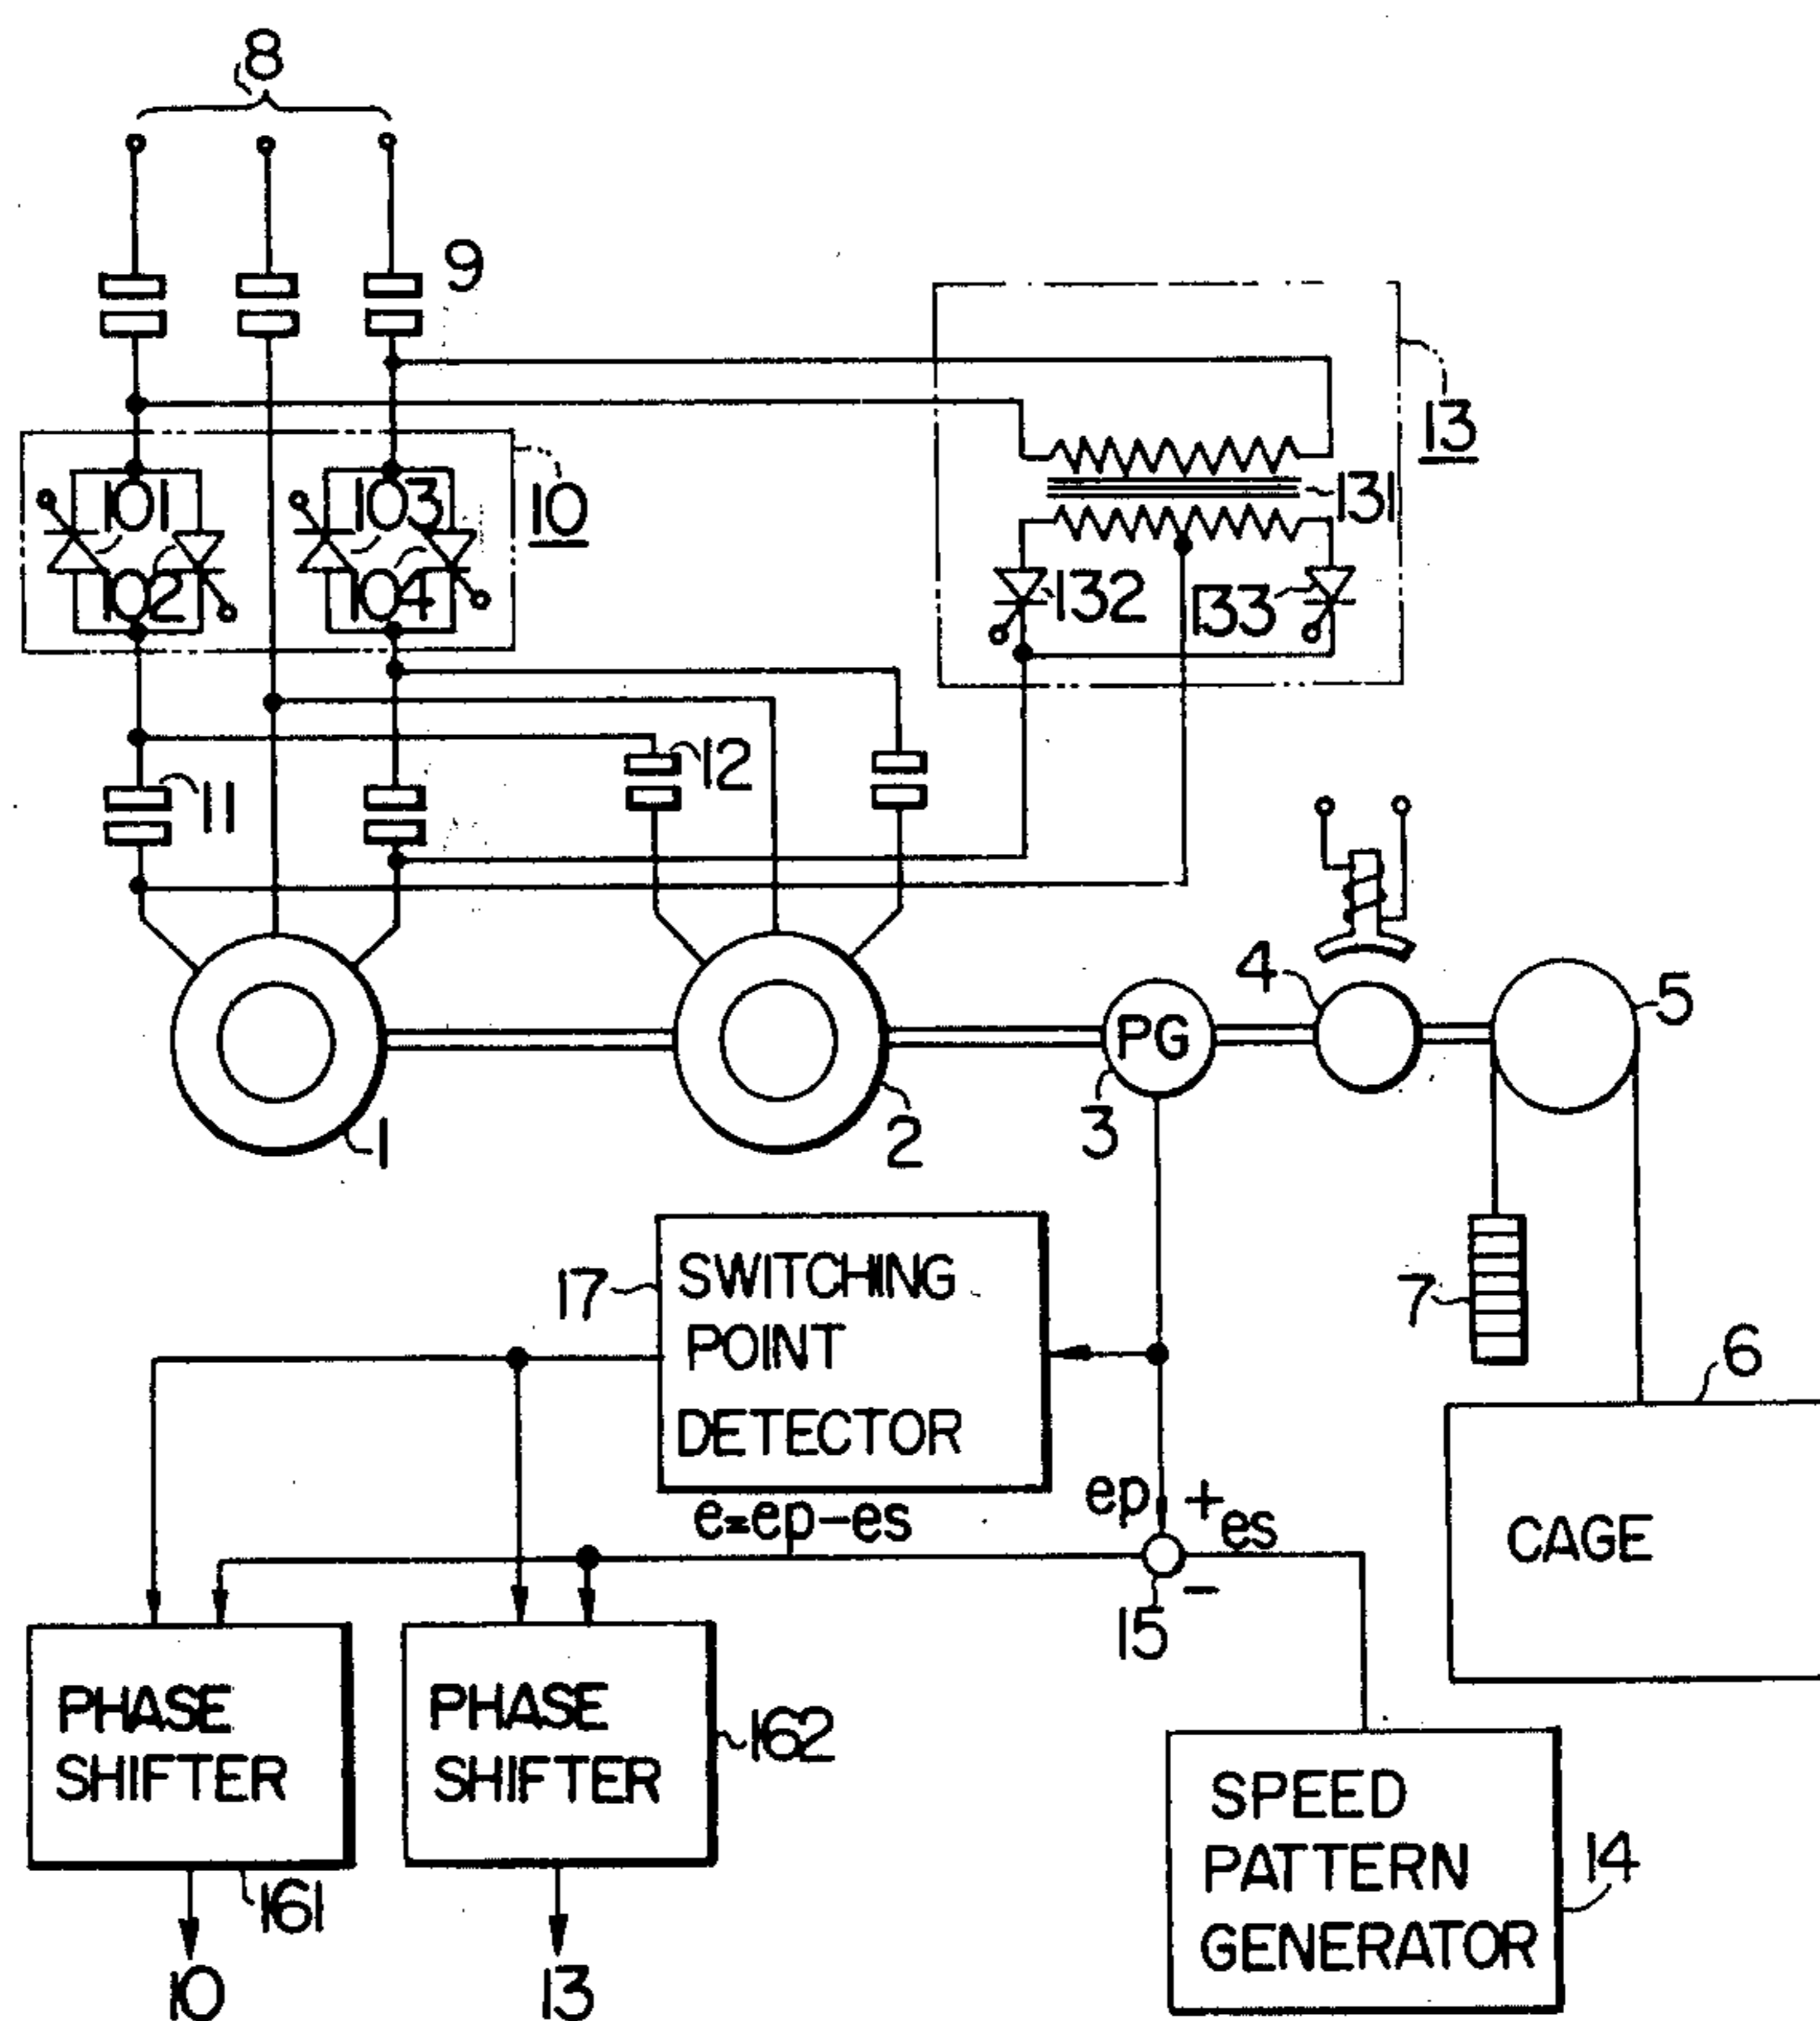 8
9
13
101
103
10
131
102
104
132
133
12
11
PG
4
5
3
1
2
17
SWITCHING
POINT
DETECTOR
7
6
e=ep-es
ep
+
es
CAGE
15
-
PHASE
SHIFTER
PHASE
SHIFTER
162
SPEED
PATTERN
GENERATOR
14
161
10
13